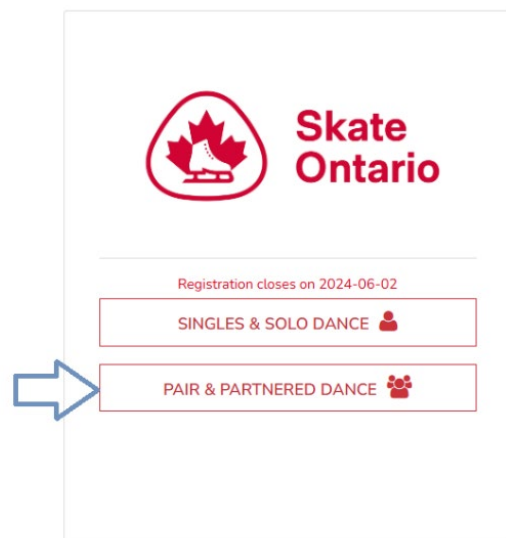 Skate
Ontario
Registration closes on 2024-06-02
SINGLES & SOLO DANCE
PAIR & PARTNERED DANCE